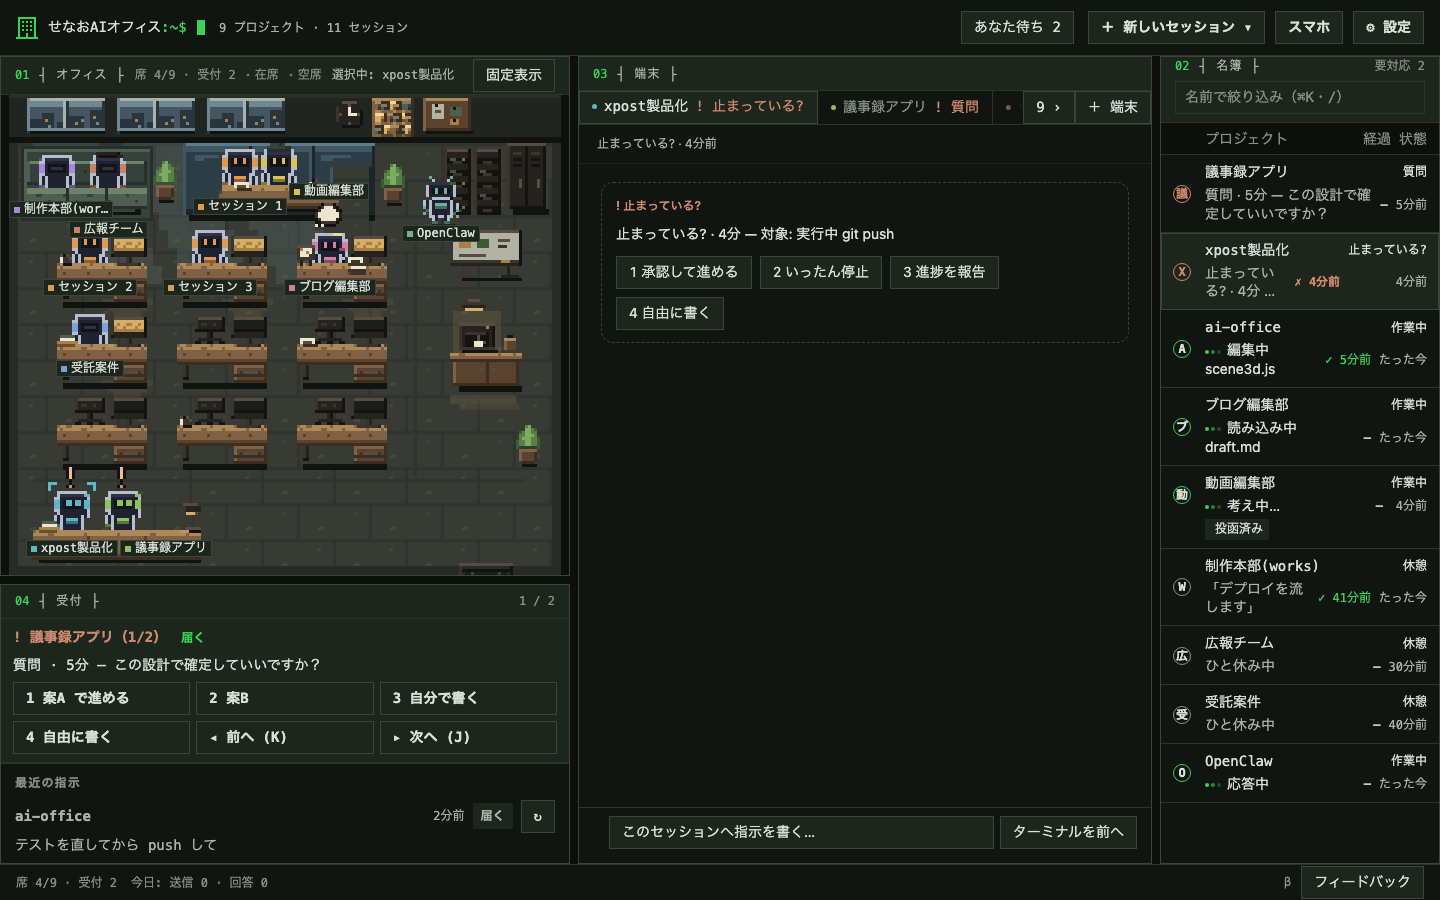 せなおAIオフィス:~$ 9 プロジェクト · 11 セッション
あなた待ち 2
＋ 新しいセッション ▾
スマホ
⚙ 設定
01 ┤ オフィス ├ 席 4/9 · 受付 2 ・在席 ・空席 選択中: xpost製品化
固定表示
制作本部(wor…
セッション 1
動画編集部
OpenClaw
広報チーム
セッション 2
セッション 3
ブログ編集部
受託案件
xpost製品化
議事録アプリ
04 ┤ 受付 ├ 1 / 2
! 議事録アプリ (1/2) 届く
質問 · 5分 — この設計で確定していいですか？
1 案A で進める
2 案B
3 自分で書く
4 自由に書く
◂ 前へ (K)
▸ 次へ (J)
最近の指示
ai-office 2分前 届く ↻
テストを直してから push して
03 ┤ 端末 ├
xpost製品化 ! 止まっている?
議事録アプリ ! 質問
9 ›
＋ 端末
止まっている? · 4分前
! 止まっている?
止まっている? · 4分 — 対象: 実行中 git push
1 承認して進める
2 いったん停止
3 進捗を報告
4 自由に書く
このセッションへ指示を書く…
ターミナルを前へ
02 ┤ 名簿 ├ 要対応 2
名前で絞り込み（⌘K · /）
プロジェクト 経過 状態
議 議事録アプリ 質問
質問 · 5分 — この設計で確
定していいですか？ — 5分前
X xpost製品化 止まっている?
止まってい
る? · 4分 … ✗ 4分前 4分前
A ai-office 作業中
編集中
scene3d.js ✓ 5分前 たった今
ブ ブログ編集部 作業中
読み込み中
draft.md — たった今
動 動画編集部 作業中
考え中… — 4分前
投函済み
W 制作本部(works) 休憩
「デプロイを流
します」 ✓ 41分前 たった今
広 広報チーム 休憩
ひと休み中 — 30分前
受 受託案件 休憩
ひと休み中 — 40分前
O OpenClaw 作業中
応答中 — たった今
席 4/9 · 受付 2 今日: 送信 0 · 回答 0
β フィードバック